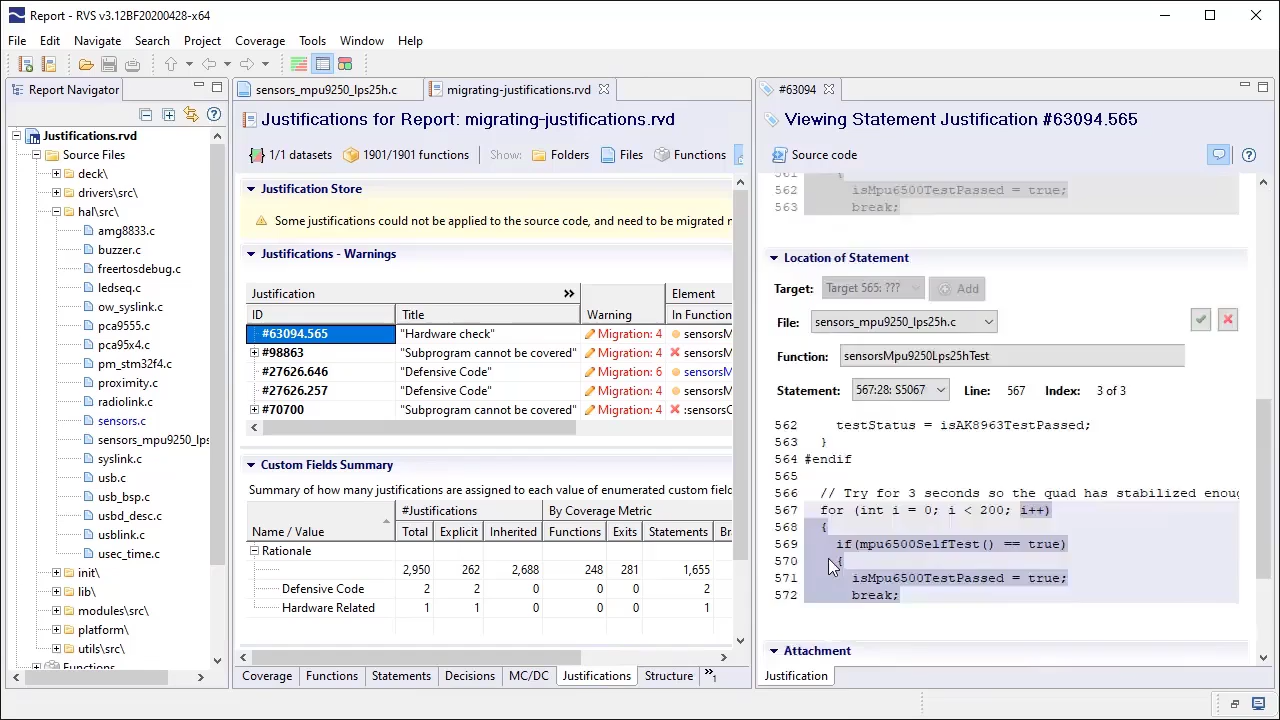 Report - RVS v3.12BF20200428-x64
File Edit Navigate Search Project Coverage Tools Window Help
Report Navigator
Justifications.rvd
Source Files
deck\
drivers\src\
hal\src\
amg8833.c
buzzer.c
freertosdebug.c
ledseq.c
ow_syslink.c
pca9555.c
pca95x4.c
pm_stm32f4.c
proximity.c
radiolink.c
sensors.c
sensors_mpu9250_lps
syslink.c
usb.c
usb_bsp.c
usbd_desc.c
usblink.c
usec_time.c
init\
lib\
modules\src\
platform\
utils\src\
Functions
sensors_mpu9250_lps25h.c migrating-justifications.rvd
Justifications for Report: migrating-justifications.rvd
1/1 datasets 1901/1901 functions Show: Folders Files Functions
Justification Store
Some justifications could not be applied to the source code, and need to be migrated
Justifications - Warnings
Justification » Element
ID Title Warning In Function
#63094.565 "Hardware check" Migration: 4 sensorsM
#98863 "Subprogram cannot be covered" Migration: 4 sensorsM
#27626.646 "Defensive Code" Migration: 6 sensorsM
#27626.257 "Defensive Code" Migration: 4 sensorsM
#70700 "Subprogram cannot be covered" Migration: 4 :sensorsC
Custom Fields Summary
Summary of how many justifications are assigned to each value of enumerated custom field
#Justifications By Coverage Metric
Name / Value Total Explicit Inherited Functions Exits Statements Br
Rationale
2,950 262 2,688 248 281 1,655
Defensive Code 2 2 0 0 0 2
Hardware Related 1 1 0 0 0 1
Coverage Functions Statements Decisions MC/DC Justifications Structure »1
#63094
Viewing Statement Justification #63094.565
Source code
561 {
562 isMpu6500TestPassed = true;
563 break;
Location of Statement
Target: Target 565: ??? Add
File: sensors_mpu9250_lps25h.c
Function: sensorsMpu9250Lps25hTest
Statement: 567:28: S5067 Line: 567 Index: 3 of 3
562 testStatus = isAK8963TestPassed;
563 }
564 #endif
565
566 // Try for 3 seconds so the quad has stabilized enou
567 for (int i = 0; i < 200; i++)
568 {
569 if(mpu6500SelfTest() == true)
570 {
571 isMpu6500TestPassed = true;
572 break;
Attachment
Justification